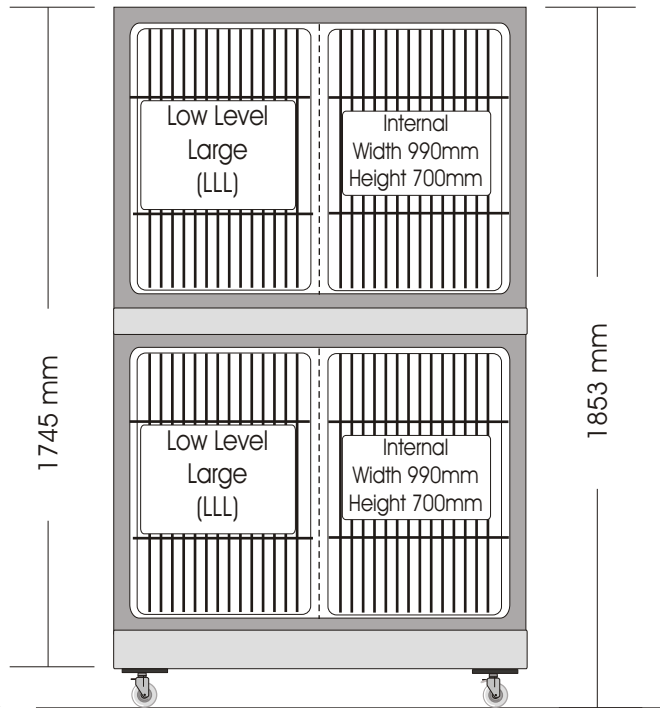 Low Level
Large
(LLL)
Internal
Width 990mm
Height 700mm
1745 mm
1853 mm
Low Level
Large
(LLL)
Internal
Width 990mm
Height 700mm